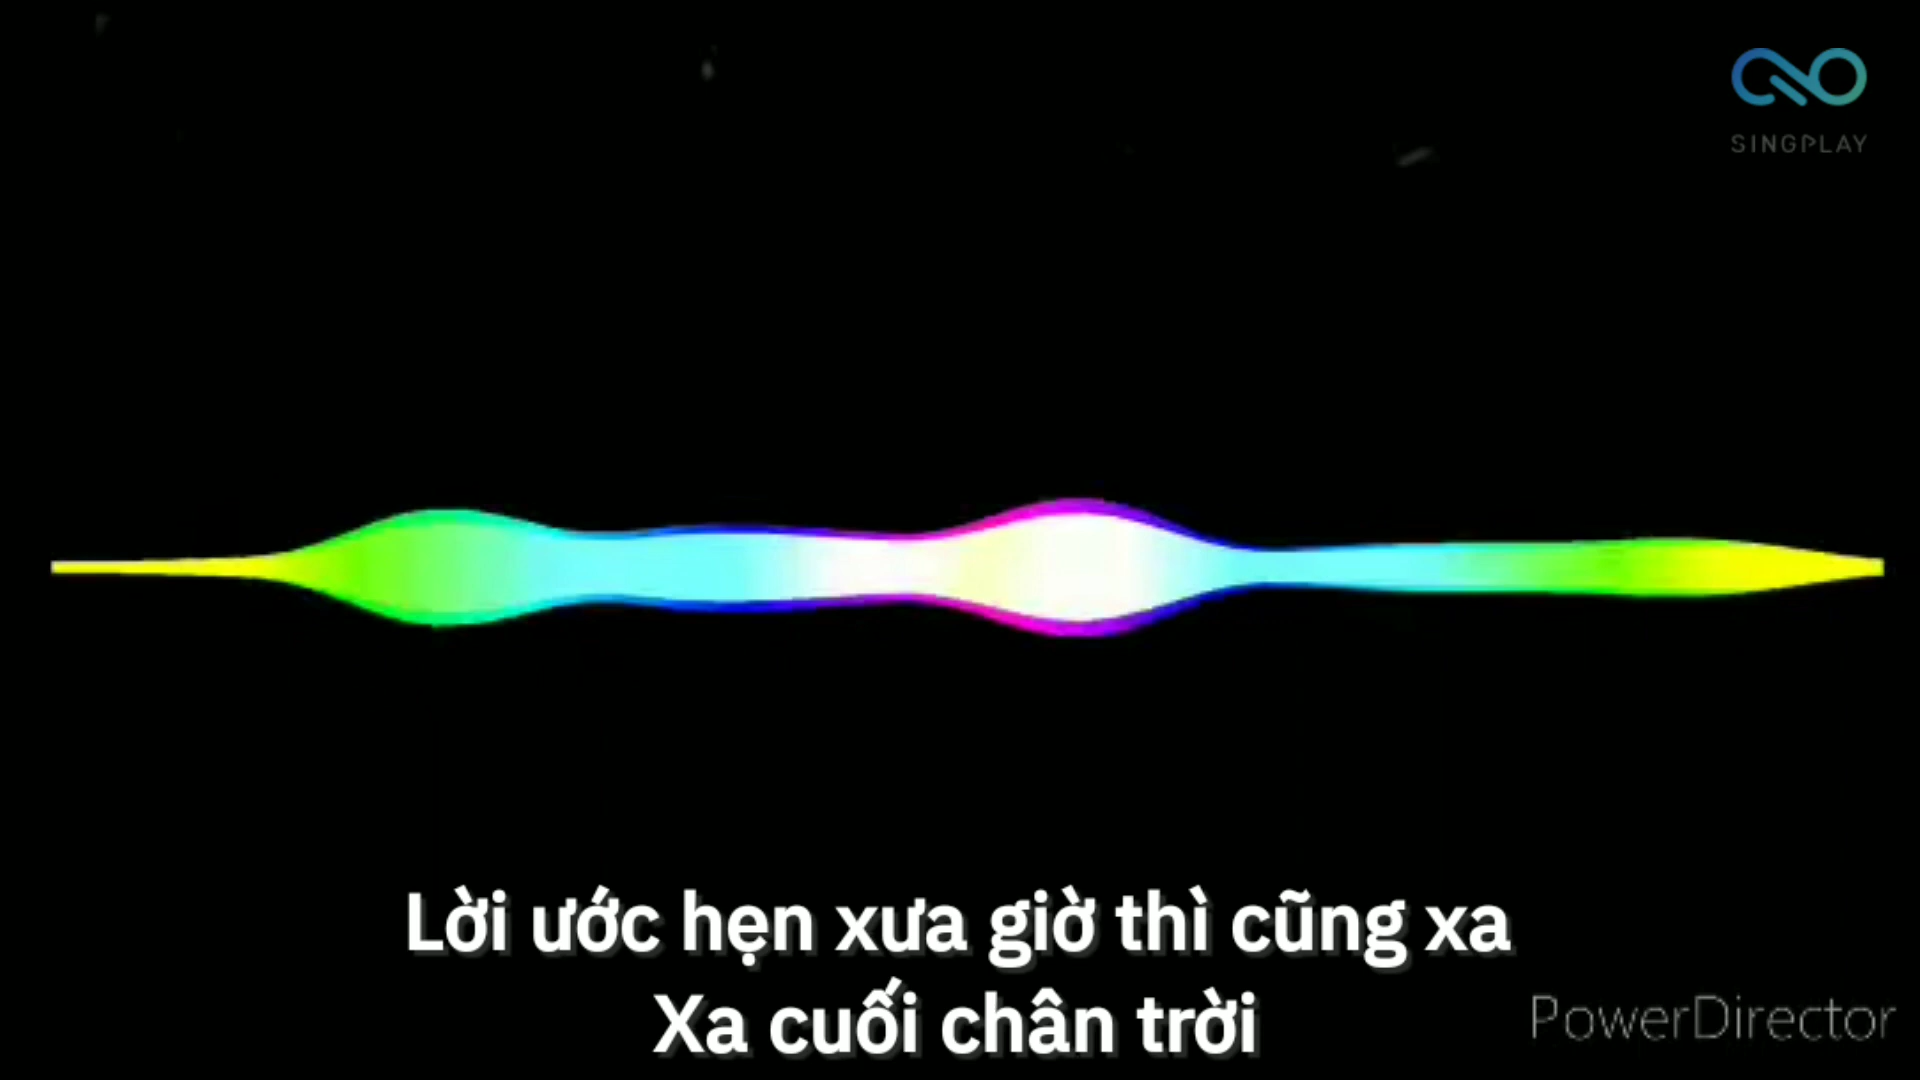 SINGPLAY
Lời ước hẹn xưa giờ thì cũng xa
Xa cuối chân trời
PowerDirector